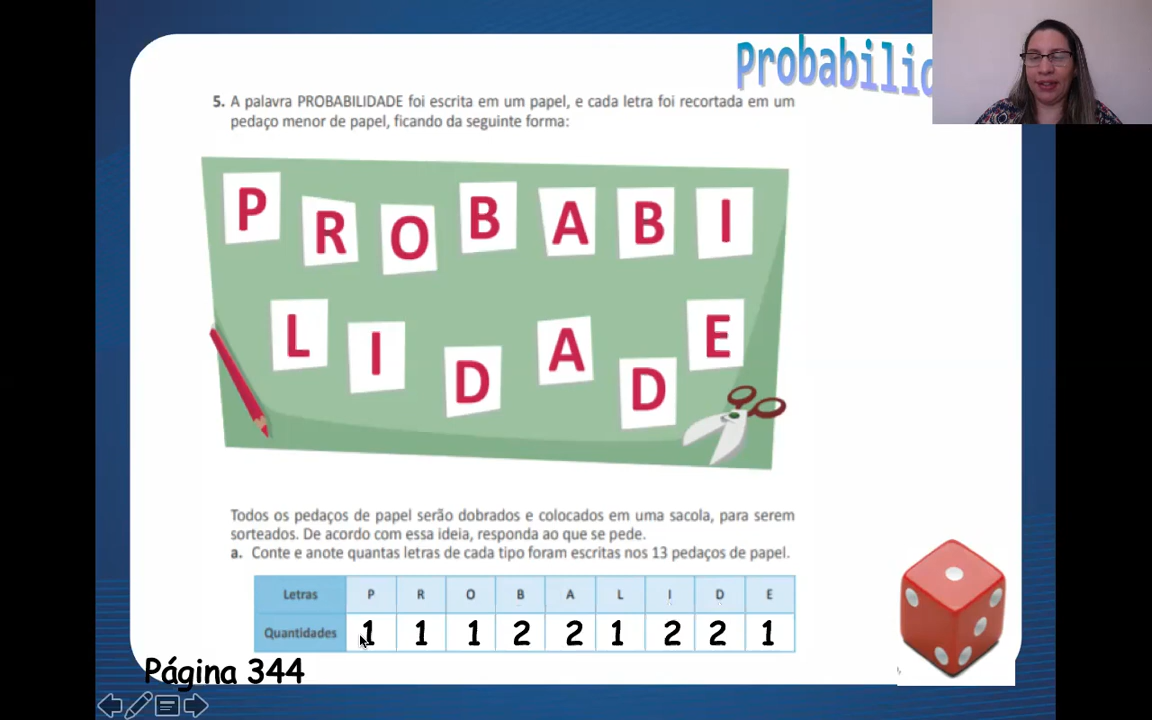 Probabilid
5. A palavra PROBABILIDADE foi escrita em um papel, e cada letra foi recortada em um
pedaço menor de papel, ficando da seguinte forma:
P R O B A B I
L I D A D E
Todos os pedaços de papel serão dobrados e colocados em uma sacola, para serem
sorteados. De acordo com essa ideia, responda ao que se pede.
a. Conte e anote quantas letras de cada tipo foram escritas nos 13 pedaços de papel.
Letras P R O B A L I D E
Quantidades 1 1 1 2 2 1 2 2 1
Página 344